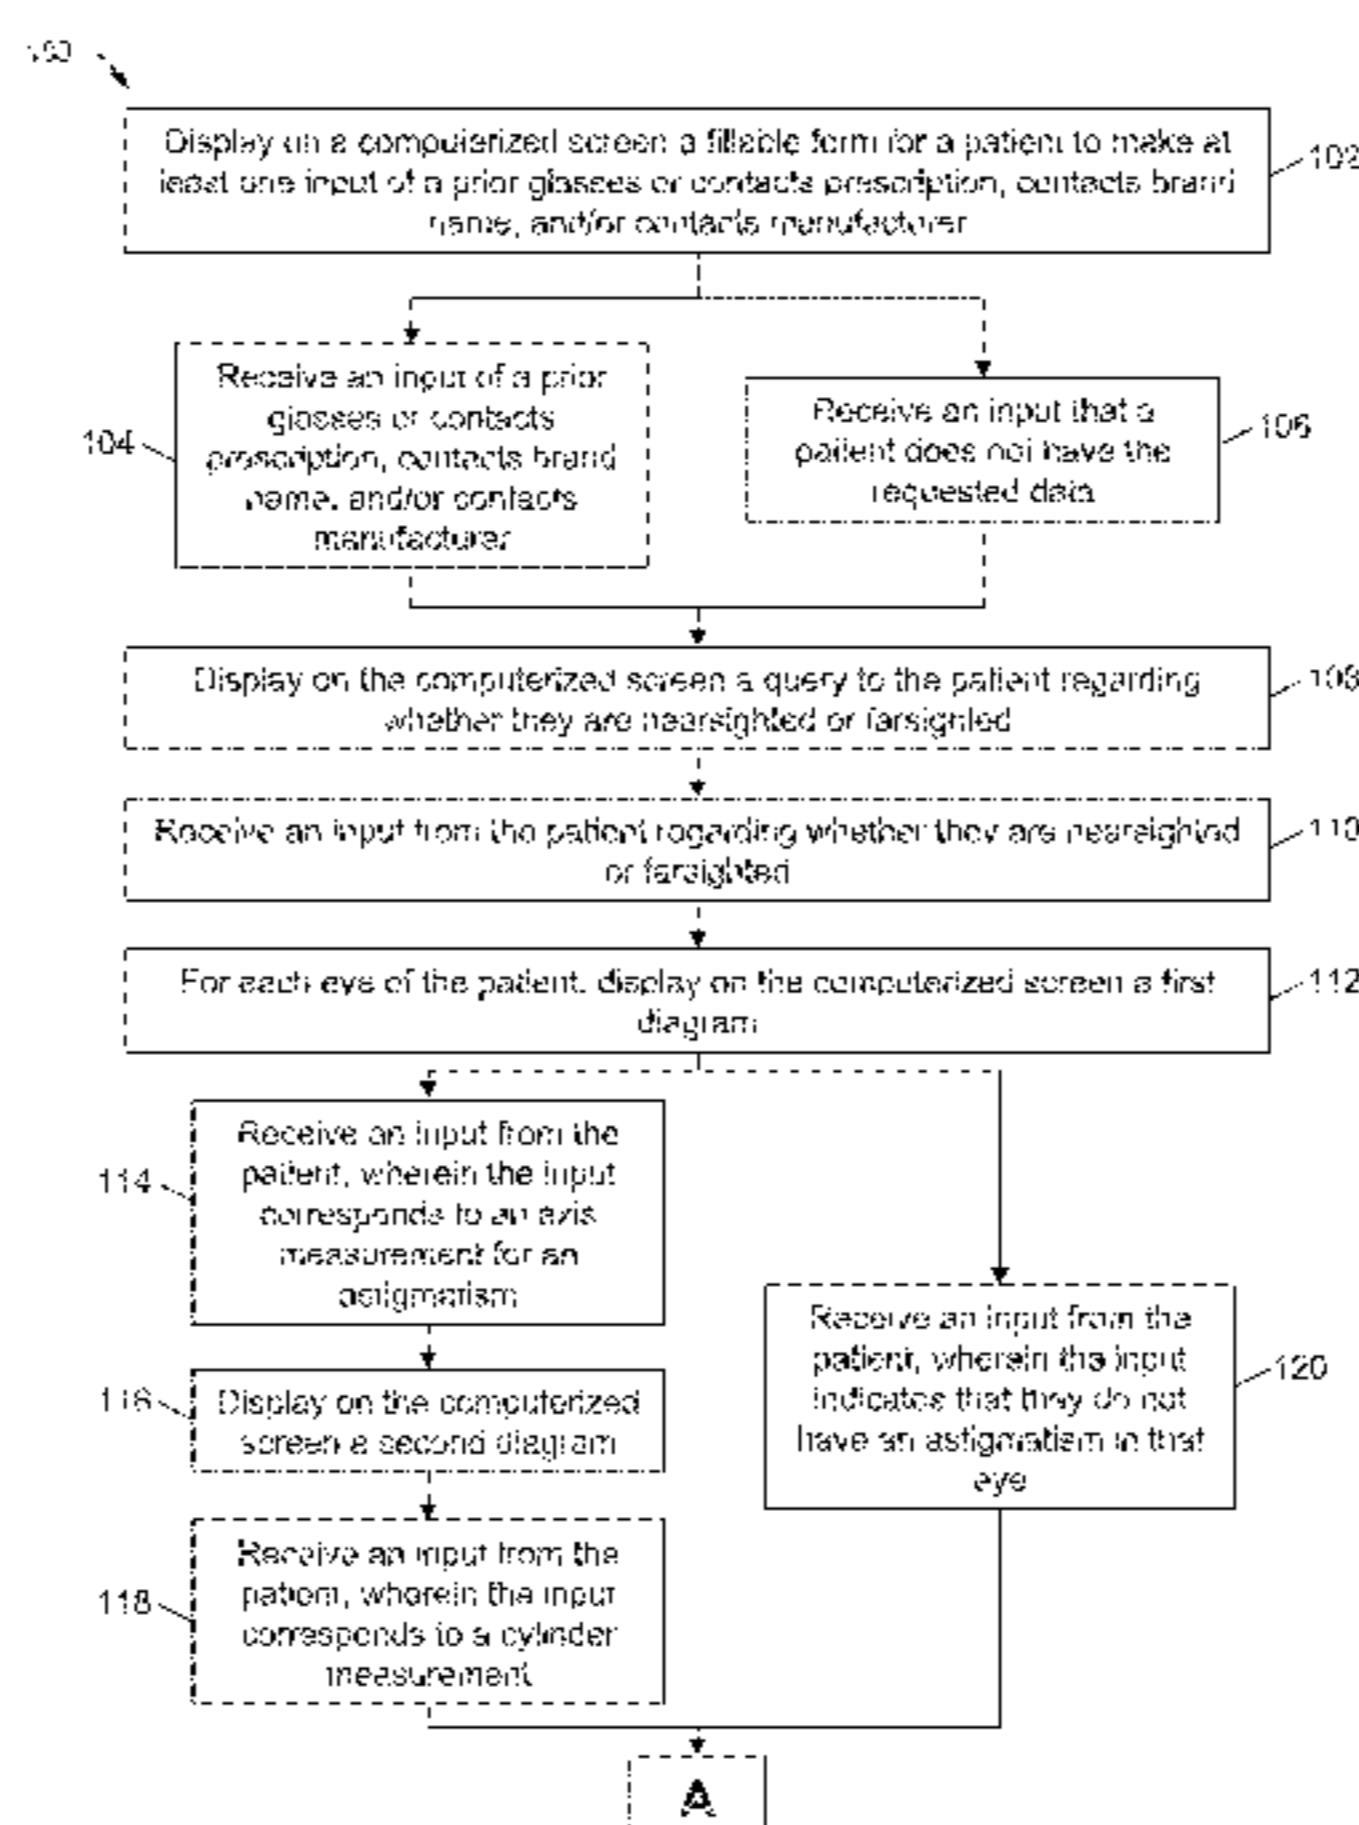 100
Display on a computerized screen a fillable form for a patient to make at
least one input of a prior glasses or contacts prescription, contacts brand
name, and/or contacts manufacturer
102
Receive an input of a prior
glasses or contacts
prescription, contacts brand
name, and/or contacts
manufacturer
104
Receive an input that a
patient does not have the
requested data
106
Display on the computerized screen a query to the patient regarding
whether they are nearsighted or farsighted
108
Receive an input from the patient regarding whether they are nearsighted
or farsighted
110
For each eye of the patient, display on the computerized screen a first
diagram
112
Receive an input from the
patient, wherein the input
corresponds to an axis
measurement for an
astigmatism
114
Display on the computerized
screen a second diagram
116
Receive an input from the
patient, wherein the input
corresponds to a cylinder
measurement
118
Receive an input from the
patient, wherein the input
indicates that they do not
have an astigmatism in that
eye
120
A